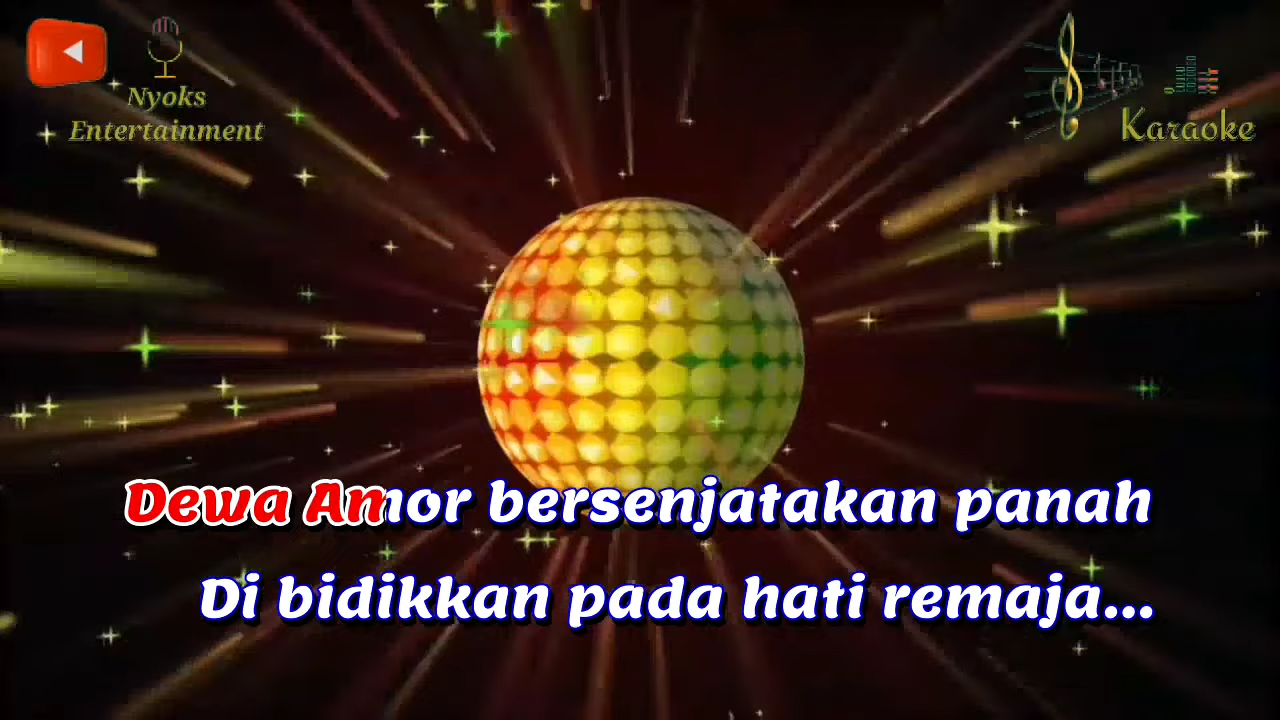 Nyoks
Entertainment
Karaoke
Dewa Amor bersenjatakan panah
Di bidikkan pada hati remaja...